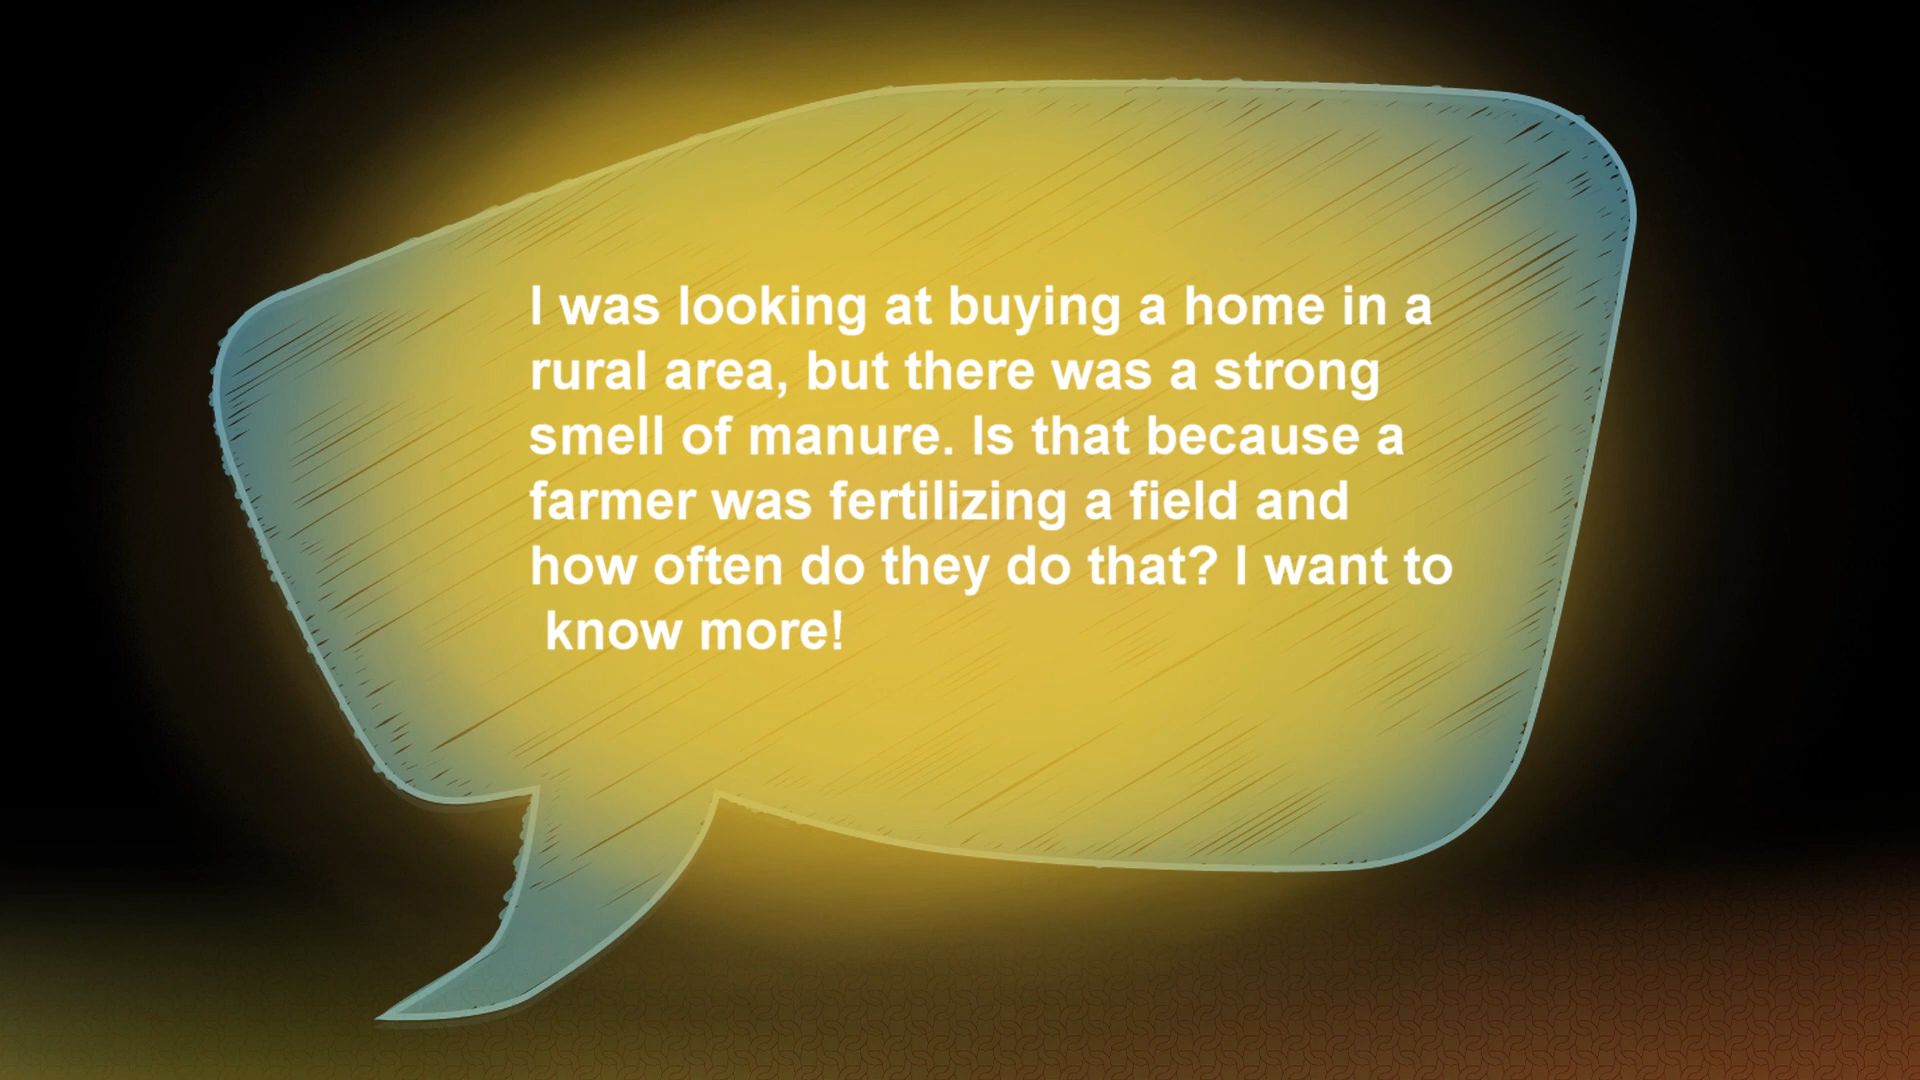 I was looking at buying a home in a
rural area, but there was a strong
smell of manure. Is that because a
farmer was fertilizing a field and
how often do they do that? I want to
know more!